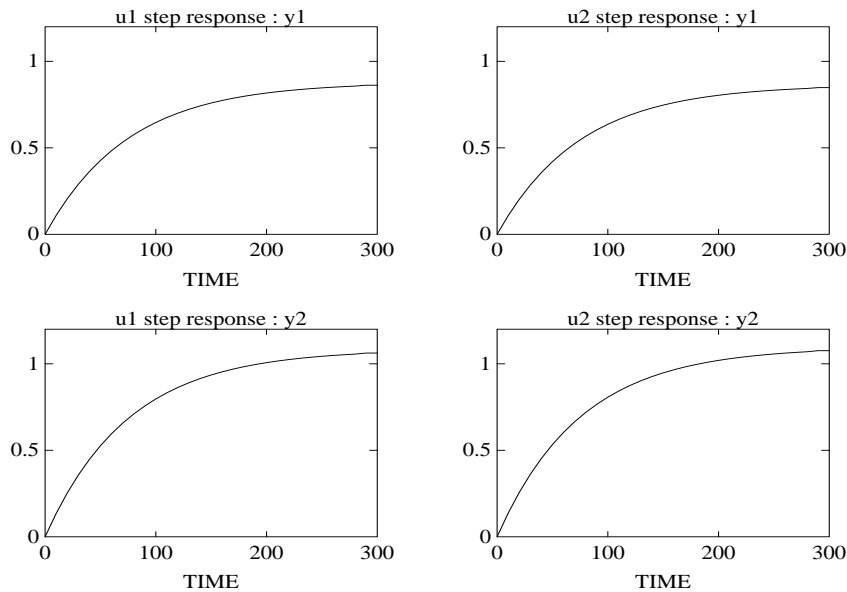 u1 step response : y1
1
0.5
0
0 100 200 300
TIME
u2 step response : y1
1
0.5
0
0 100 200 300
TIME
u1 step response : y2
1
0.5
0
0 100 200 300
TIME
u2 step response : y2
1
0.5
0
0 100 200 300
TIME